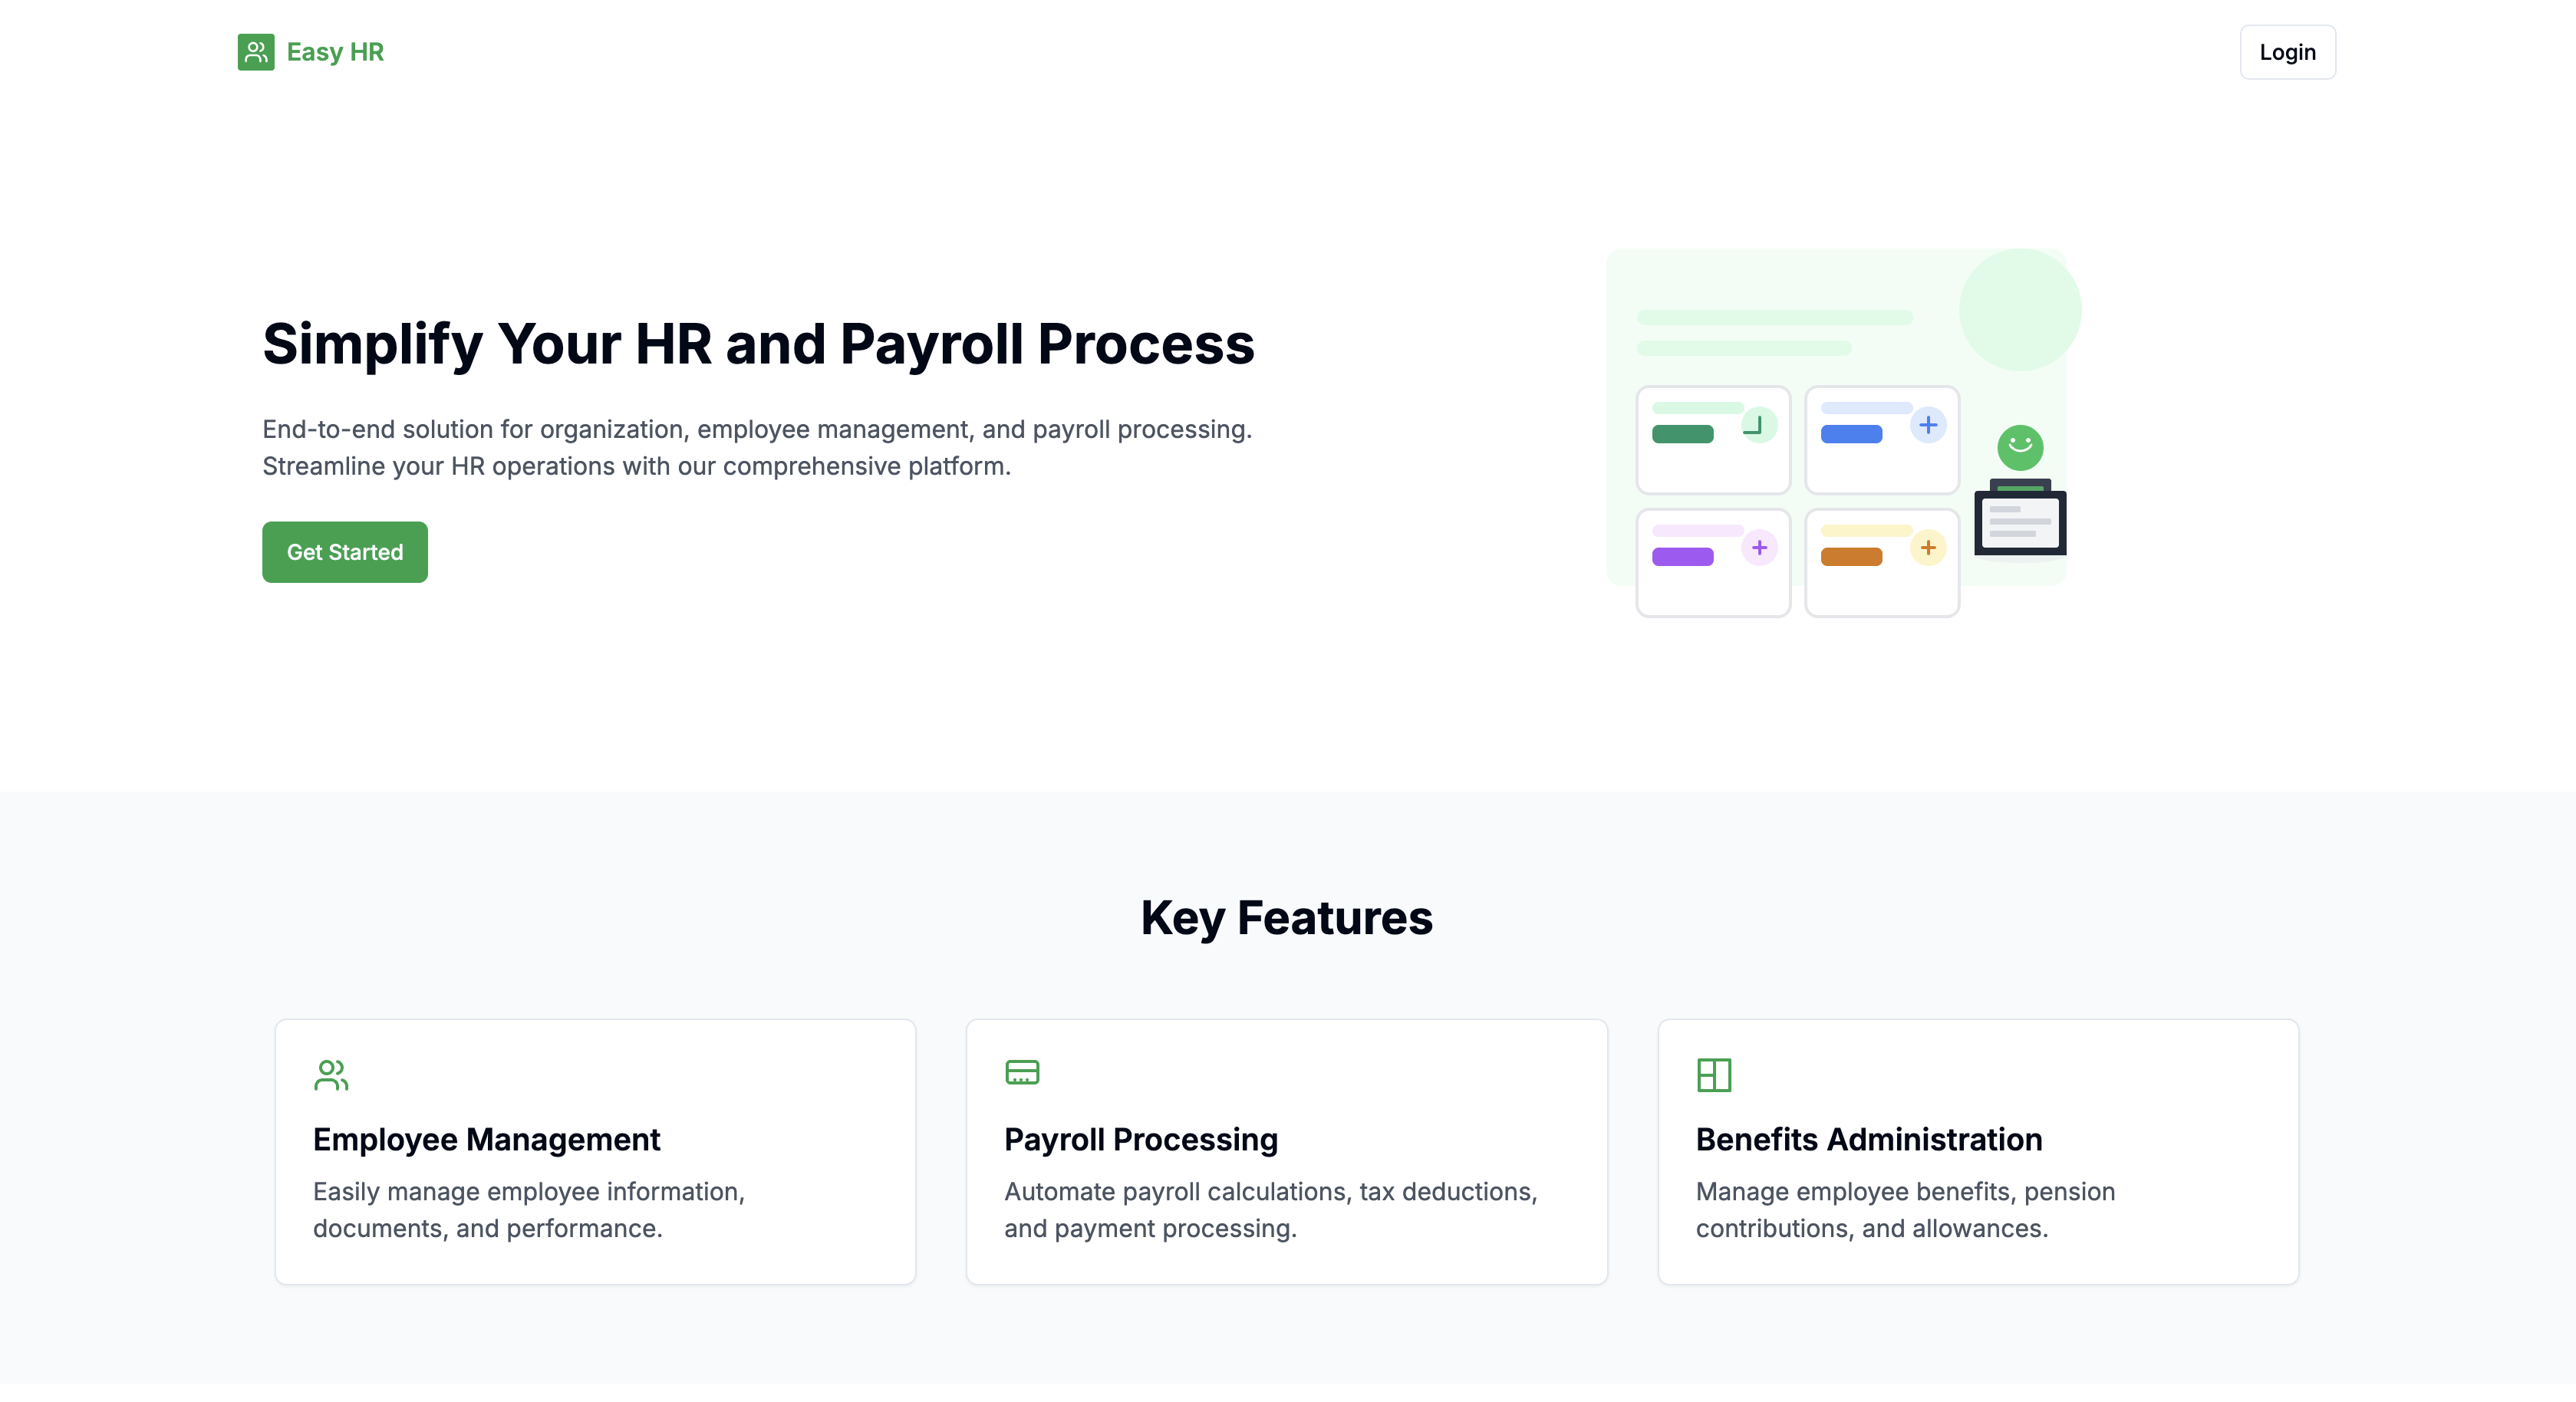 Easy HR
Login
Simplify Your HR and Payroll Process
End-to-end solution for organization, employee management, and payroll processing.
Streamline your HR operations with our comprehensive platform.
Get Started
Key Features
Employee Management
Easily manage employee information,
documents, and performance.
Payroll Processing
Automate payroll calculations, tax deductions,
and payment processing.
Benefits Administration
Manage employee benefits, pension
contributions, and allowances.